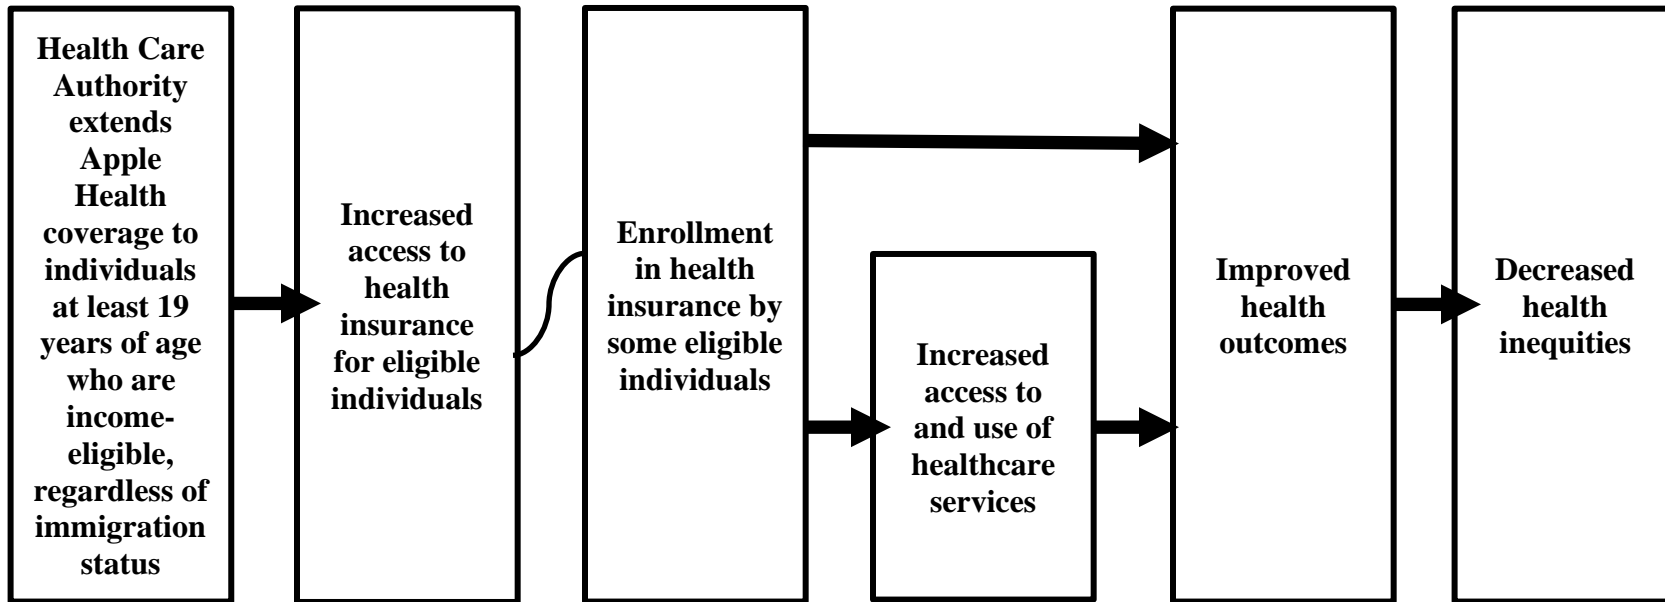 Health Care
Authority
extends
Apple
Health
coverage to
individuals
at least 19
years of age
who are
income-
eligible,
regardless of
immigration
status
Increased
access to
health
insurance
for eligible
individuals
Enrollment
in health
insurance by
some eligible
individuals
Increased
access to
and use of
healthcare
services
Improved
health
outcomes
Decreased
health
inequities